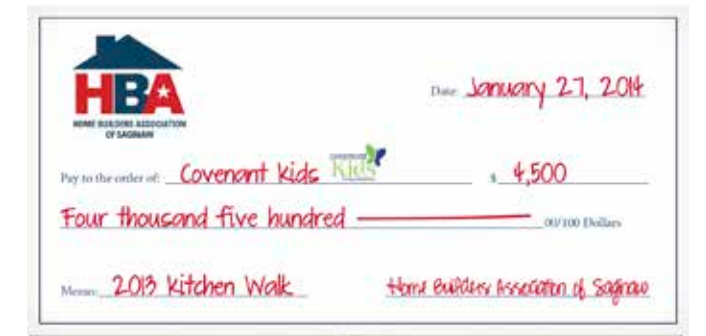 HBA
HOME BUILDERS ASSOCIATION
OF SAGINAW
Date January 27, 2014
Pay to the order of: Covenant kids Kids $ 4,500
Four thousand five hundred 00/100 Dollars
Memo: 2013 Kitchen Walk Home Builders Association of Saginaw